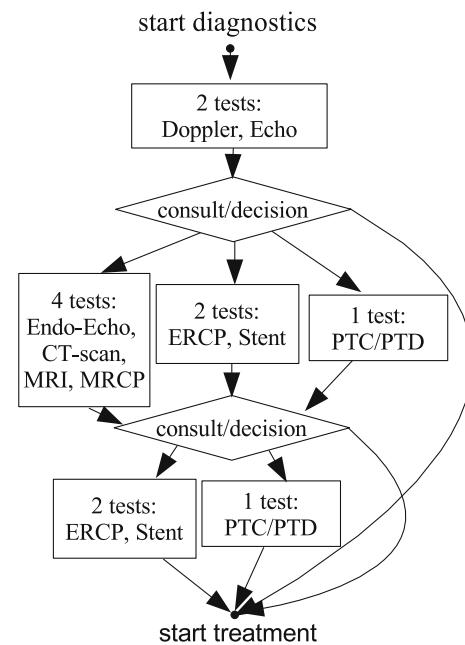 start diagnostics
2 tests:
Doppler, Echo
consult/decision
4 tests:
Endo-Echo,
CT-scan,
MRI, MRCP
2 tests:
ERCP, Stent
1 test:
PTC/PTD
consult/decision
2 tests:
ERCP, Stent
1 test:
PTC/PTD
start treatment